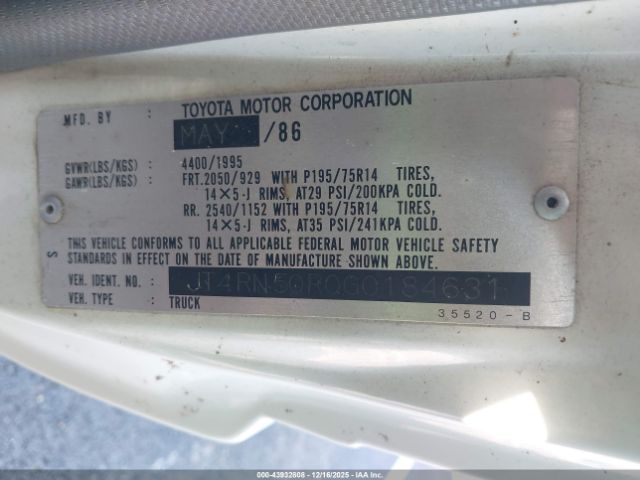 MFG. BY : TOYOTA MOTOR CORPORATION
MAY /86
GVWR(LBS/KGS) : 4400/1995
GAWR(LBS/KGS) : FRT. 2050/929 WITH P195/75R14 TIRES,
14×5-J RIMS, AT29 PSI/200KPA COLD.
RR. 2540/1152 WITH P195/75R14 TIRES,
14×5-J RIMS, AT35 PSI/241KPA COLD.
THIS VEHICLE CONFORMS TO ALL APPLICABLE FEDERAL MOTOR VEHICLE SAFETY
S STANDARDS IN EFFECT ON THE DATE OF MANUFACTURE SHOWN ABOVE.
VEH. IDENT. NO. : JT4RN50R0G0184631
VEH. TYPE : TRUCK
35520-B
000-43932608 - 12/16/2025 - IAA Inc.